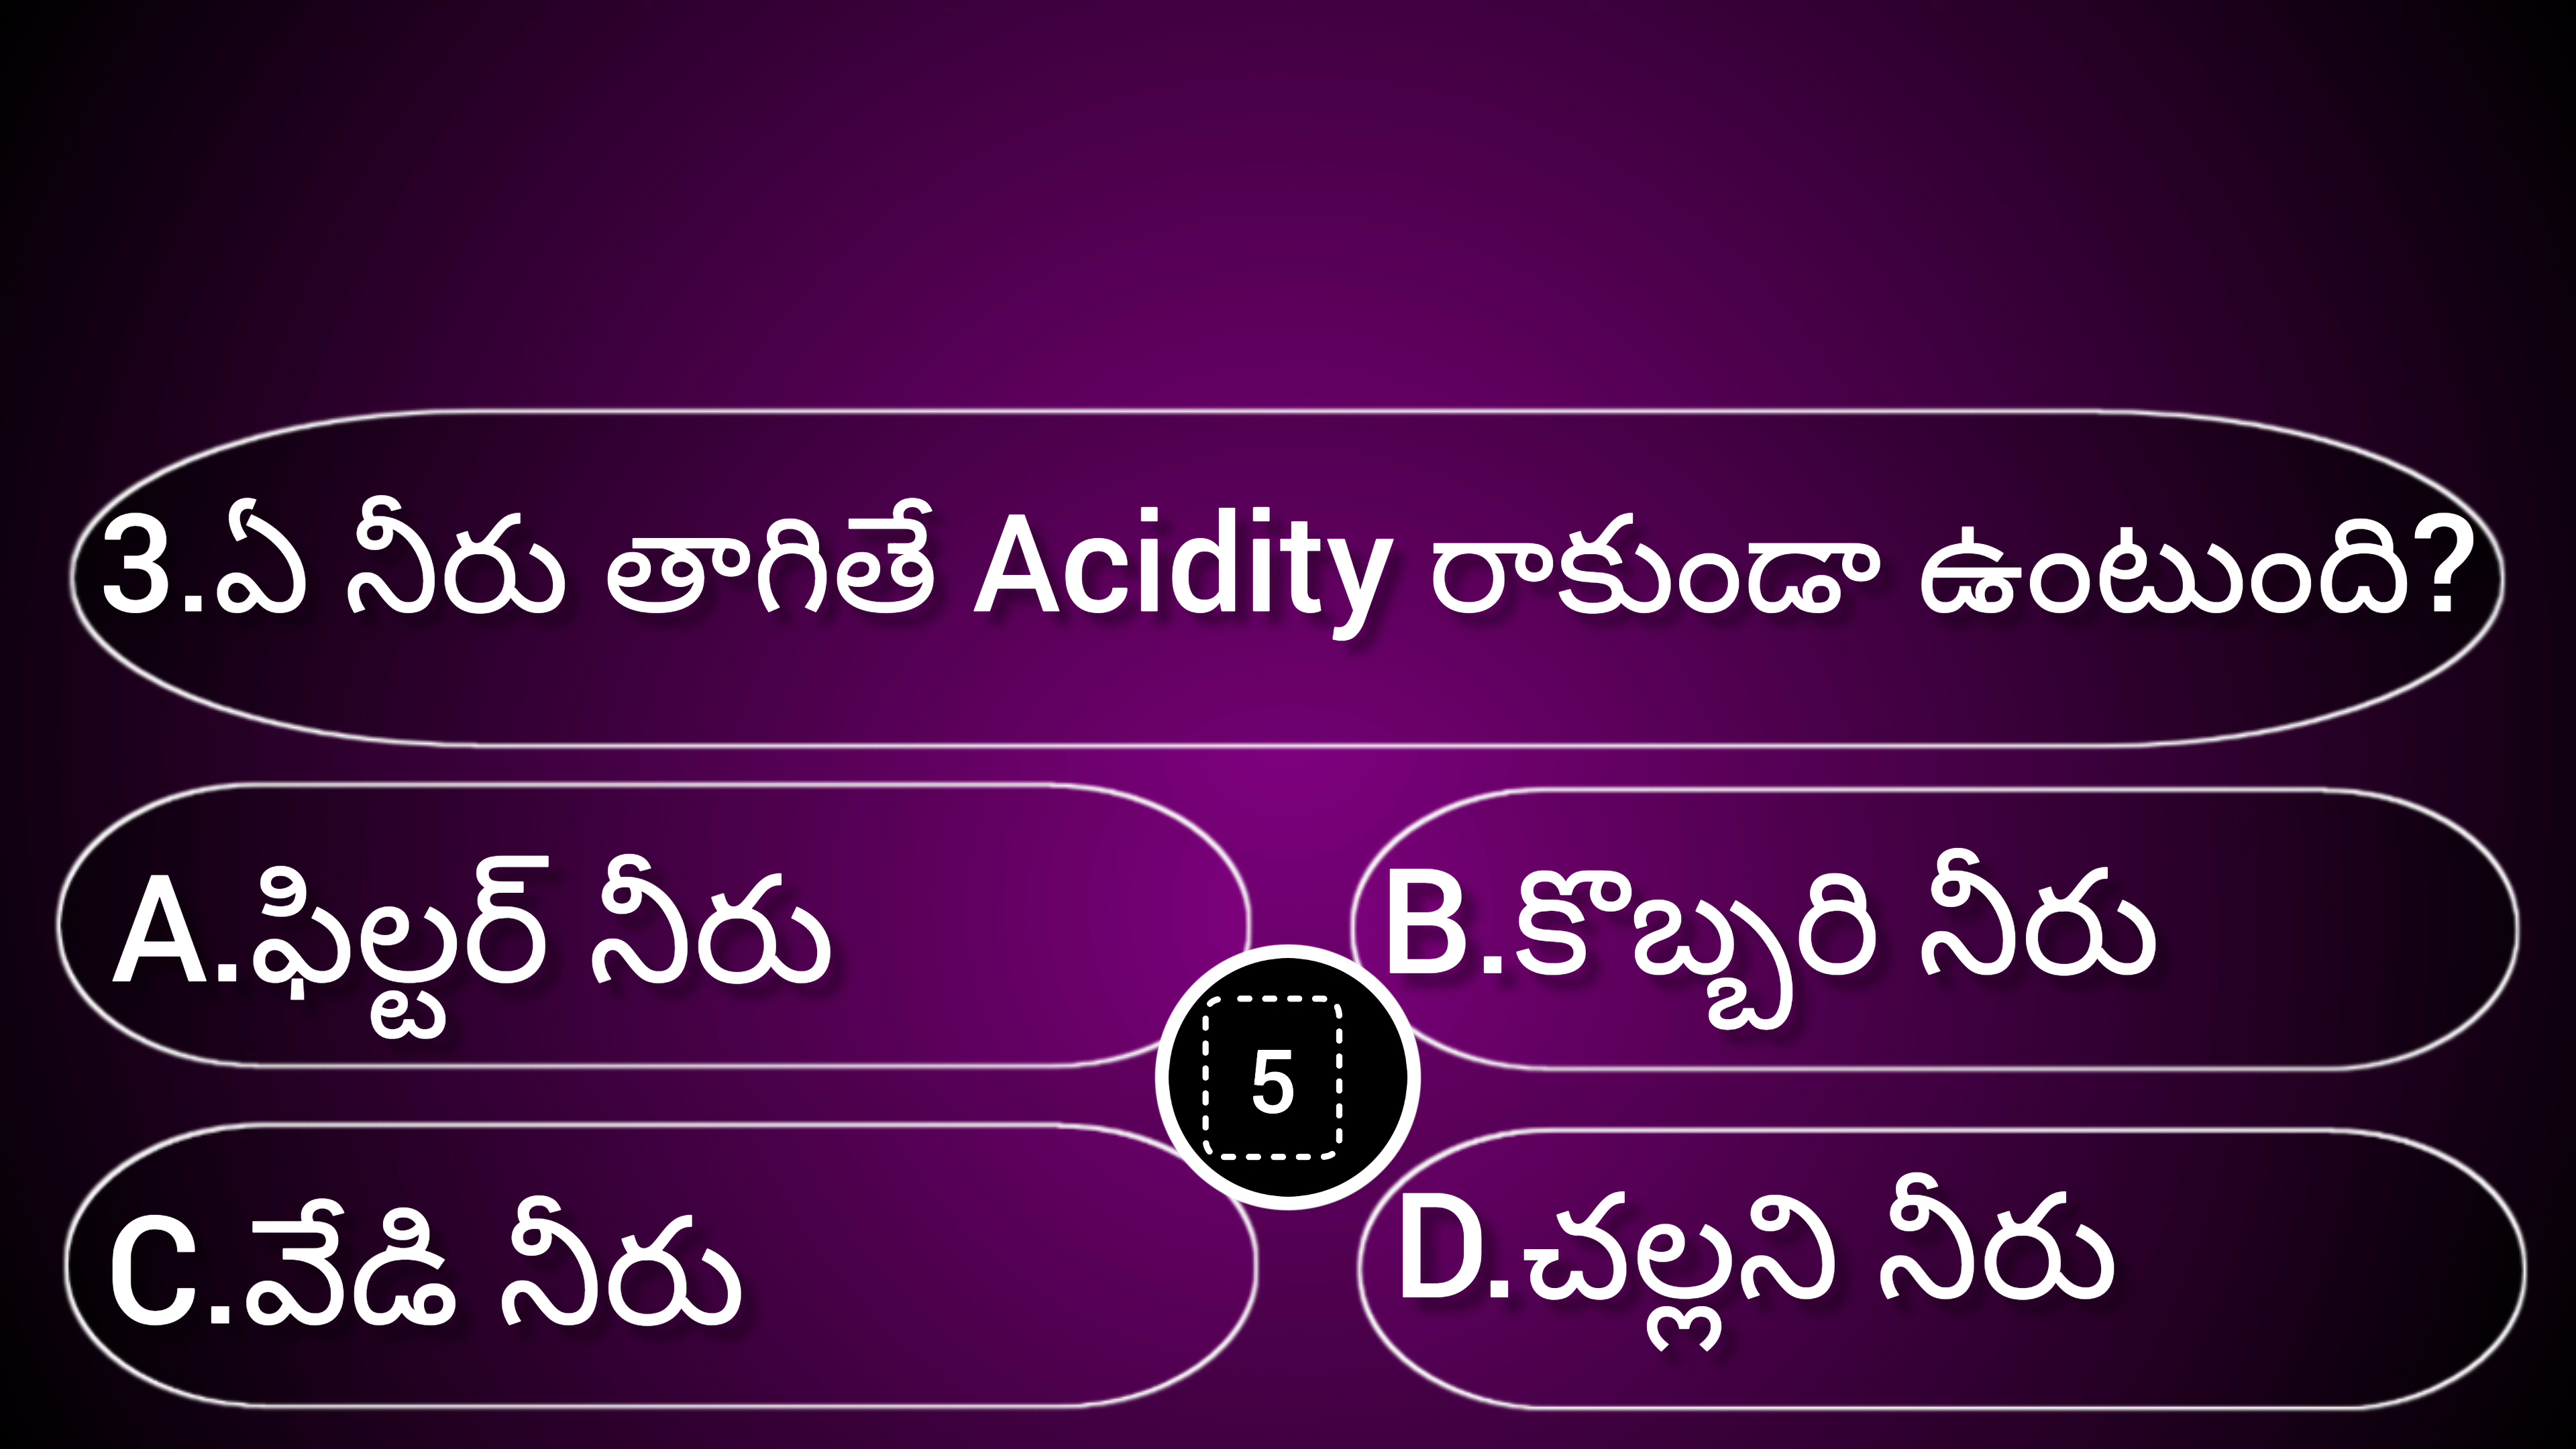 3.ఏ నీరు తాగితే Acidity రాకుండా ఉంటుంది?
A.ఫిల్టర్ నీరు
B.కొబ్బరి నీరు
5
C.వేడి నీరు
D.చల్లని నీరు